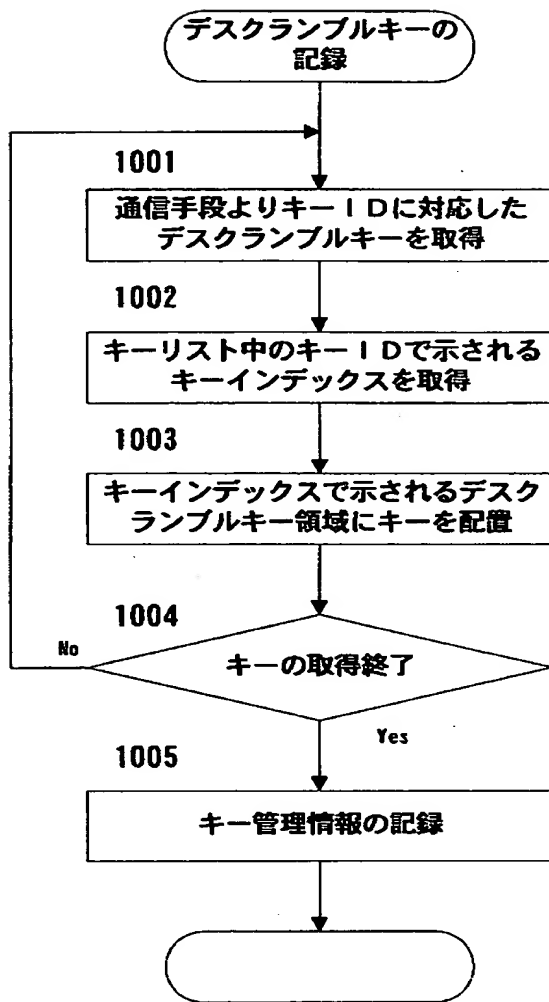 デスクランブルキーの
記録
1001
通信手段よりキーIDに対応した
デスクランブルキーを取得
1002
キーリスト中のキーIDで示される
キーインデックスを取得
1003
キーインデックスで示されるデスク
ランブルキー領域にキーを配置
1004
キーの取得終了
No
Yes
1005
キー管理情報の記録